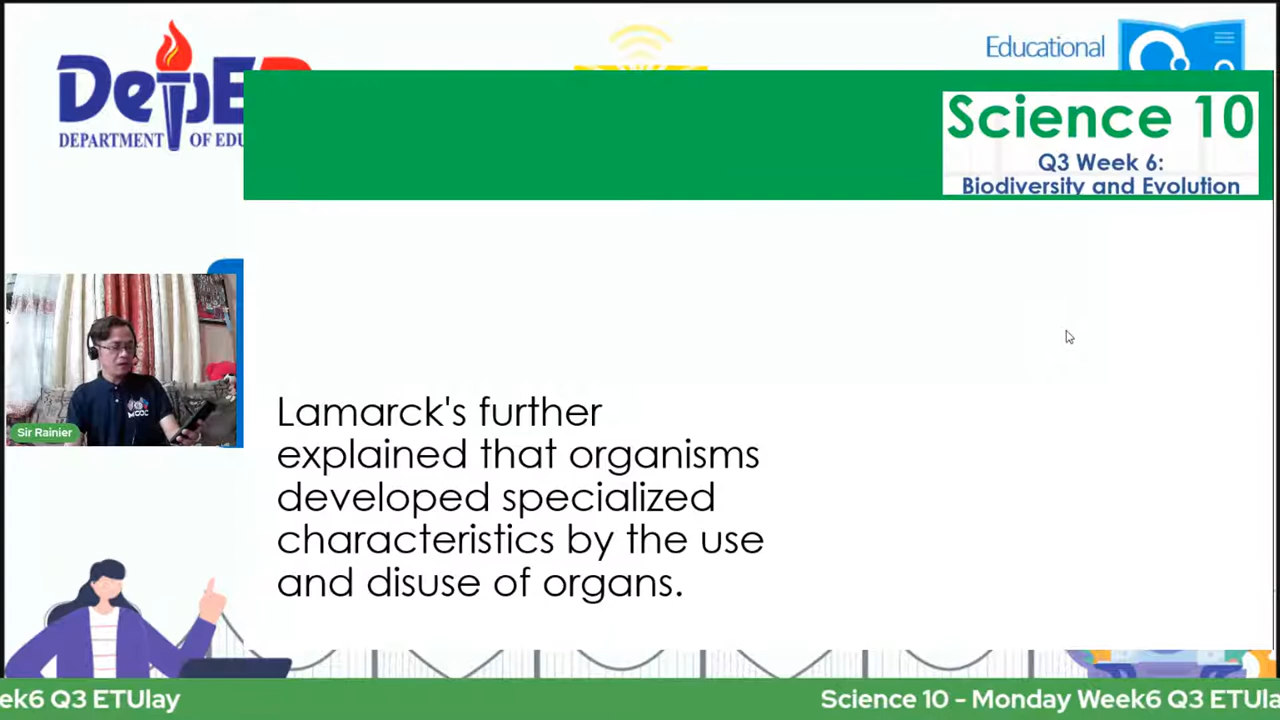 DepED
DEPARTMENT OF EDU
Educational
Science 10
Q3 Week 6:
Biodiversity and Evolution
Lamarck's further
explained that organisms
developed specialized
characteristics by the use
and disuse of organs.
Sir Rainier
ek6 Q3 ETUlay
Science 10 - Monday Week6 Q3 ETUla